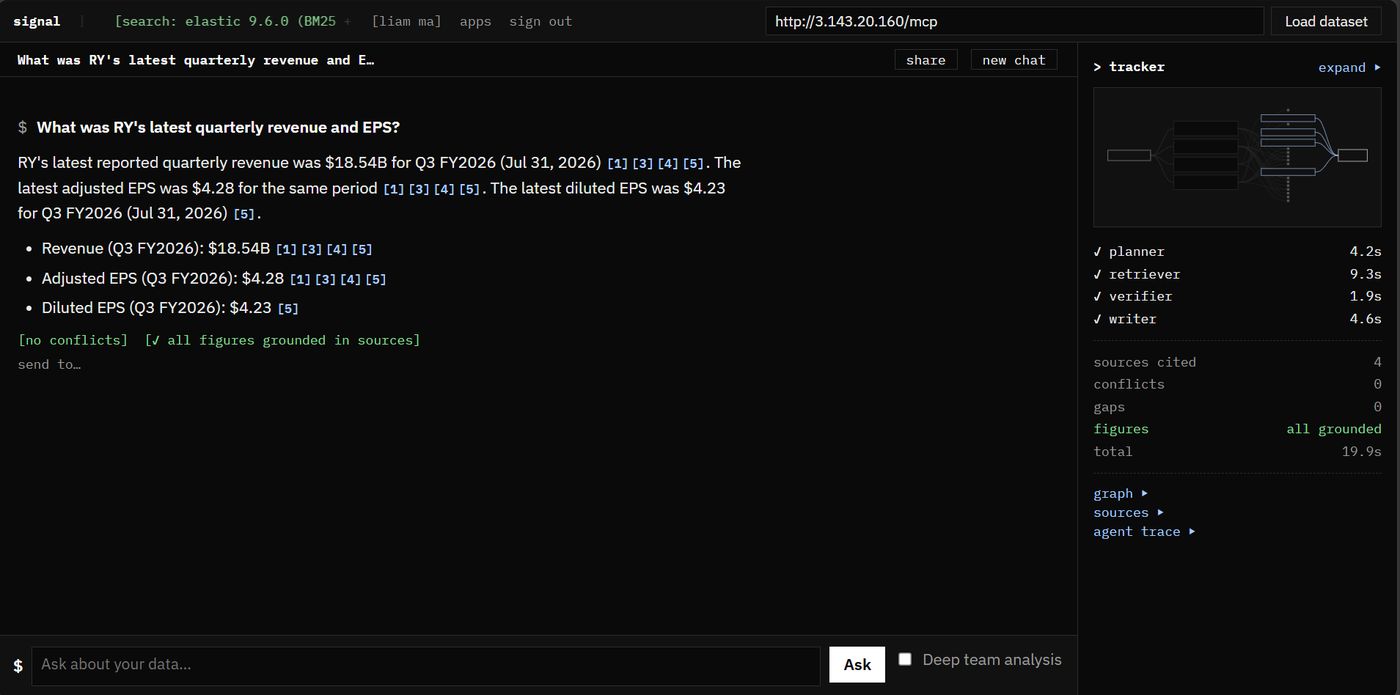 signal
[search: elastic 9.6.0 (BM25 +
[liam ma]
apps
sign out
http://3.143.20.160/mcp
Load dataset
What was RY's latest quarterly revenue and E…
share
new chat
$ What was RY's latest quarterly revenue and EPS?
RY's latest reported quarterly revenue was $18.54B for Q3 FY2026 (Jul 31, 2026) [1][3][4][5]. The
latest adjusted EPS was $4.28 for the same period [1][3][4][5]. The latest diluted EPS was $4.23
for Q3 FY2026 (Jul 31, 2026) [5].
• Revenue (Q3 FY2026): $18.54B [1][3][4][5]
• Adjusted EPS (Q3 FY2026): $4.28 [1][3][4][5]
• Diluted EPS (Q3 FY2026): $4.23 [5]
[no conflicts] [✓ all figures grounded in sources]
send to…
$ Ask about your data...
Ask
Deep team analysis
> tracker
expand ▸
✓ planner 4.2s
✓ retriever 9.3s
✓ verifier 1.9s
✓ writer 4.6s
sources cited 4
conflicts 0
gaps 0
figures all grounded
total 19.9s
graph ▸
sources ▸
agent trace ▸